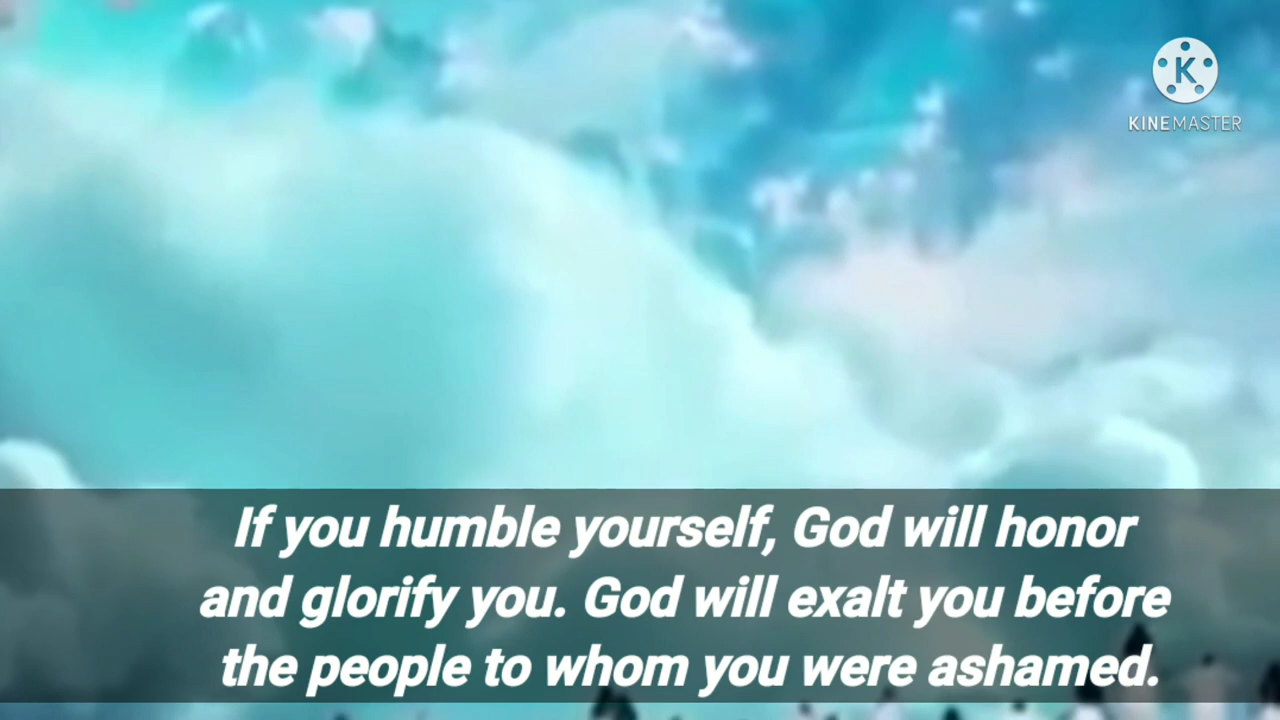 K
KINEMASTER
If you humble yourself, God will honor
and glorify you. God will exalt you before
the people to whom you were ashamed.